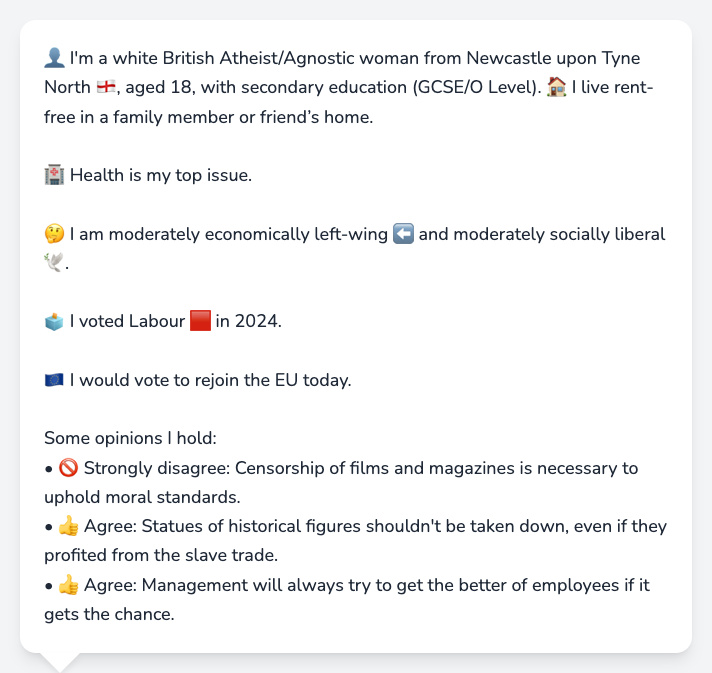 👤 I'm a white British Atheist/Agnostic woman from Newcastle upon Tyne
North 🏴󠁧󠁢󠁥󠁮󠁧󠁿, aged 18, with secondary education (GCSE/O Level). 🏠 I live rent-
free in a family member or friend’s home.
🏥 Health is my top issue.
🤔 I am moderately economically left-wing ⬅️ and moderately socially liberal
🕊️.
🗳️ I voted Labour 🟥 in 2024.
🇪🇺 I would vote to rejoin the EU today.
Some opinions I hold:
• 🚫 Strongly disagree: Censorship of films and magazines is necessary to
uphold moral standards.
• 👍 Agree: Statues of historical figures shouldn't be taken down, even if they
profited from the slave trade.
• 👍 Agree: Management will always try to get the better of employees if it
gets the chance.